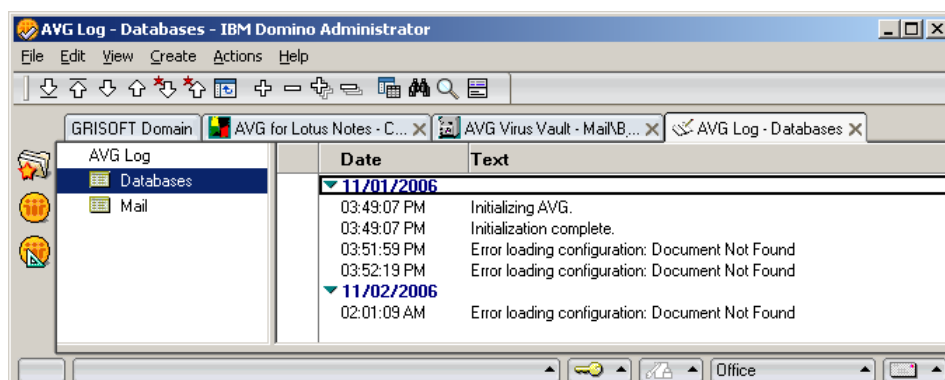 AVG Log - Databases - IBM Domino Administrator
File Edit View Create Actions Help
GRISOFT Domain AVG for Lotus Notes - C... AVG Virus Vault - Mail\B... AVG Log - Databases
AVG Log
Databases
Mail
Date Text
11/01/2006
03:49:07 PM Initializing AVG.
03:49:07 PM Initialization complete.
03:51:59 PM Error loading configuration: Document Not Found
03:52:19 PM Error loading configuration: Document Not Found
11/02/2006
02:01:09 AM Error loading configuration: Document Not Found
Office